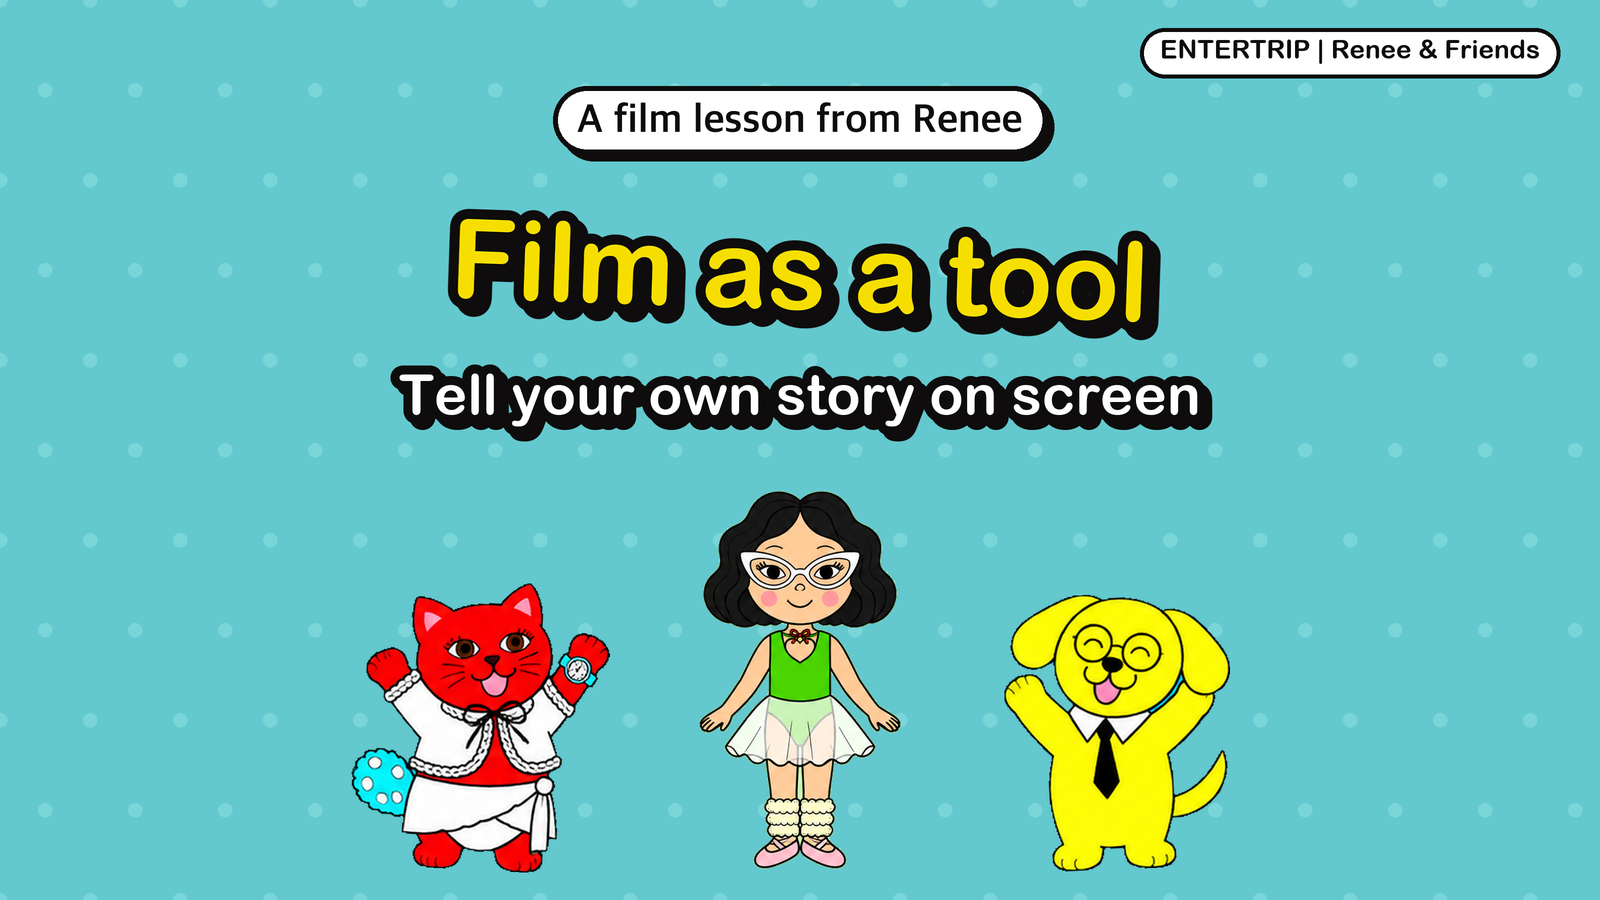 ENTERTRIP | Renee & Friends
A film lesson from Renee
Film as a tool
Tell your own story on screen